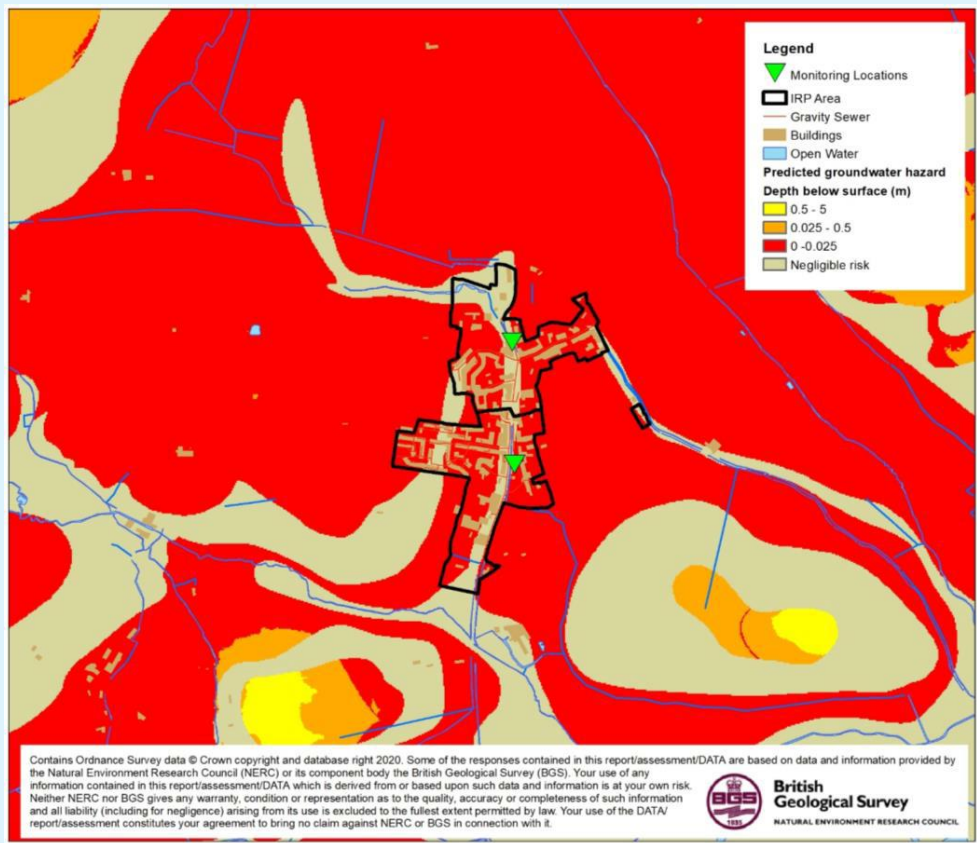 Legend
Monitoring Locations
IRP Area
Gravity Sewer
Buildings
Open Water
Predicted groundwater hazard
Depth below surface (m)
0.5 - 5
0.025 - 0.5
0 -0.025
Negligible risk
Contains Ordnance Survey data © Crown copyright and database right 2020. Some of the responses contained in this report/assessment/DATA are based on data and information provided by
the Natural Environment Research Council (NERC) or its component body the British Geological Survey (BGS). Your use of any
information contained in this report/assessment/DATA which is derived from or based upon such data and information is at your own risk.
Neither NERC nor BGS gives any warranty, condition or representation as to the quality, accuracy or completeness of such information
and all liability (including for negligence) arising from its use is excluded to the fullest extent permitted by law. Your use of the DATA/
report/assessment constitutes your agreement to bring no claim against NERC or BGS in connection with it.
BGS
1835
British
Geological Survey
NATURAL ENVIRONMENT RESEARCH COUNCIL